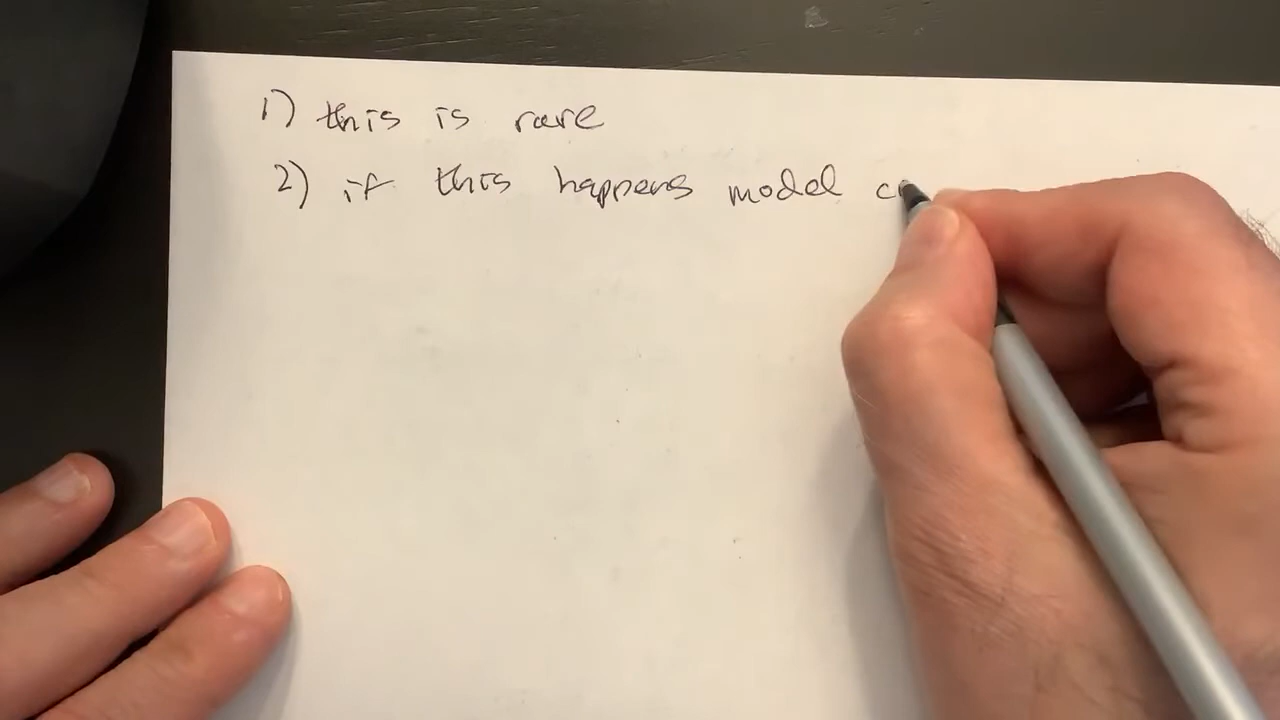 1) this is rare
2) if this happens model